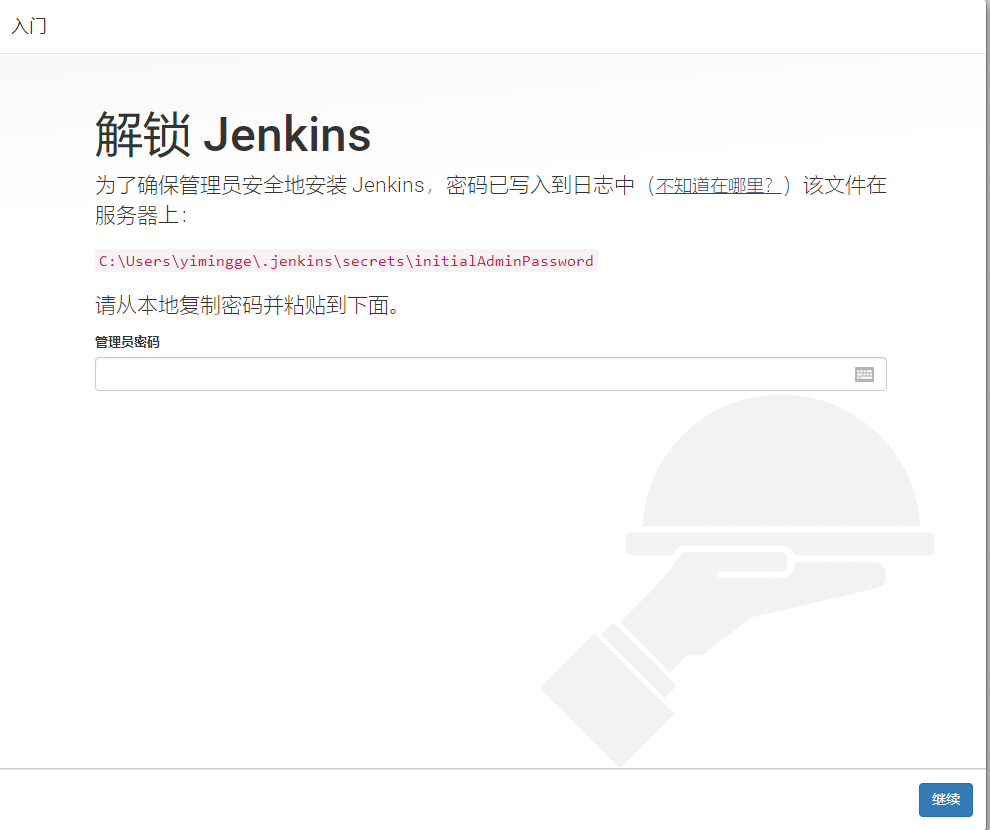 入门
解锁 Jenkins
为了确保管理员安全地安装 Jenkins，密码已写入到日志中（不知道在哪里？）该文件在
服务器上：
C:\Users\yimingge\.jenkins\secrets\initialAdminPassword
请从本地复制密码并粘贴到下面。
管理员密码
继续